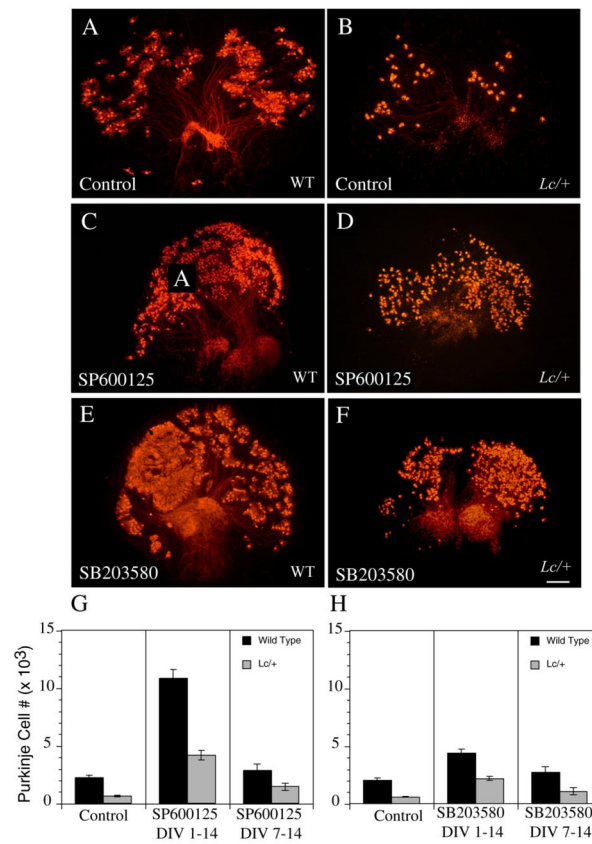 A
B
Control
WT
Control
Lc/+
C
A
D
SP600125
WT
SP600125
Lc/+
E
F
SB203580
WT
SB203580
Lc/+
G
H
Purkinje Cell # (x 10³)
15
10
5
0
Wild Type
Lc/+
Control
SP600125
DIV 1-14
SP600125
DIV 7-14
15
10
5
0
Wild Type
Lc/+
Control
SB203580
DIV 1-14
SB203580
DIV 7-14